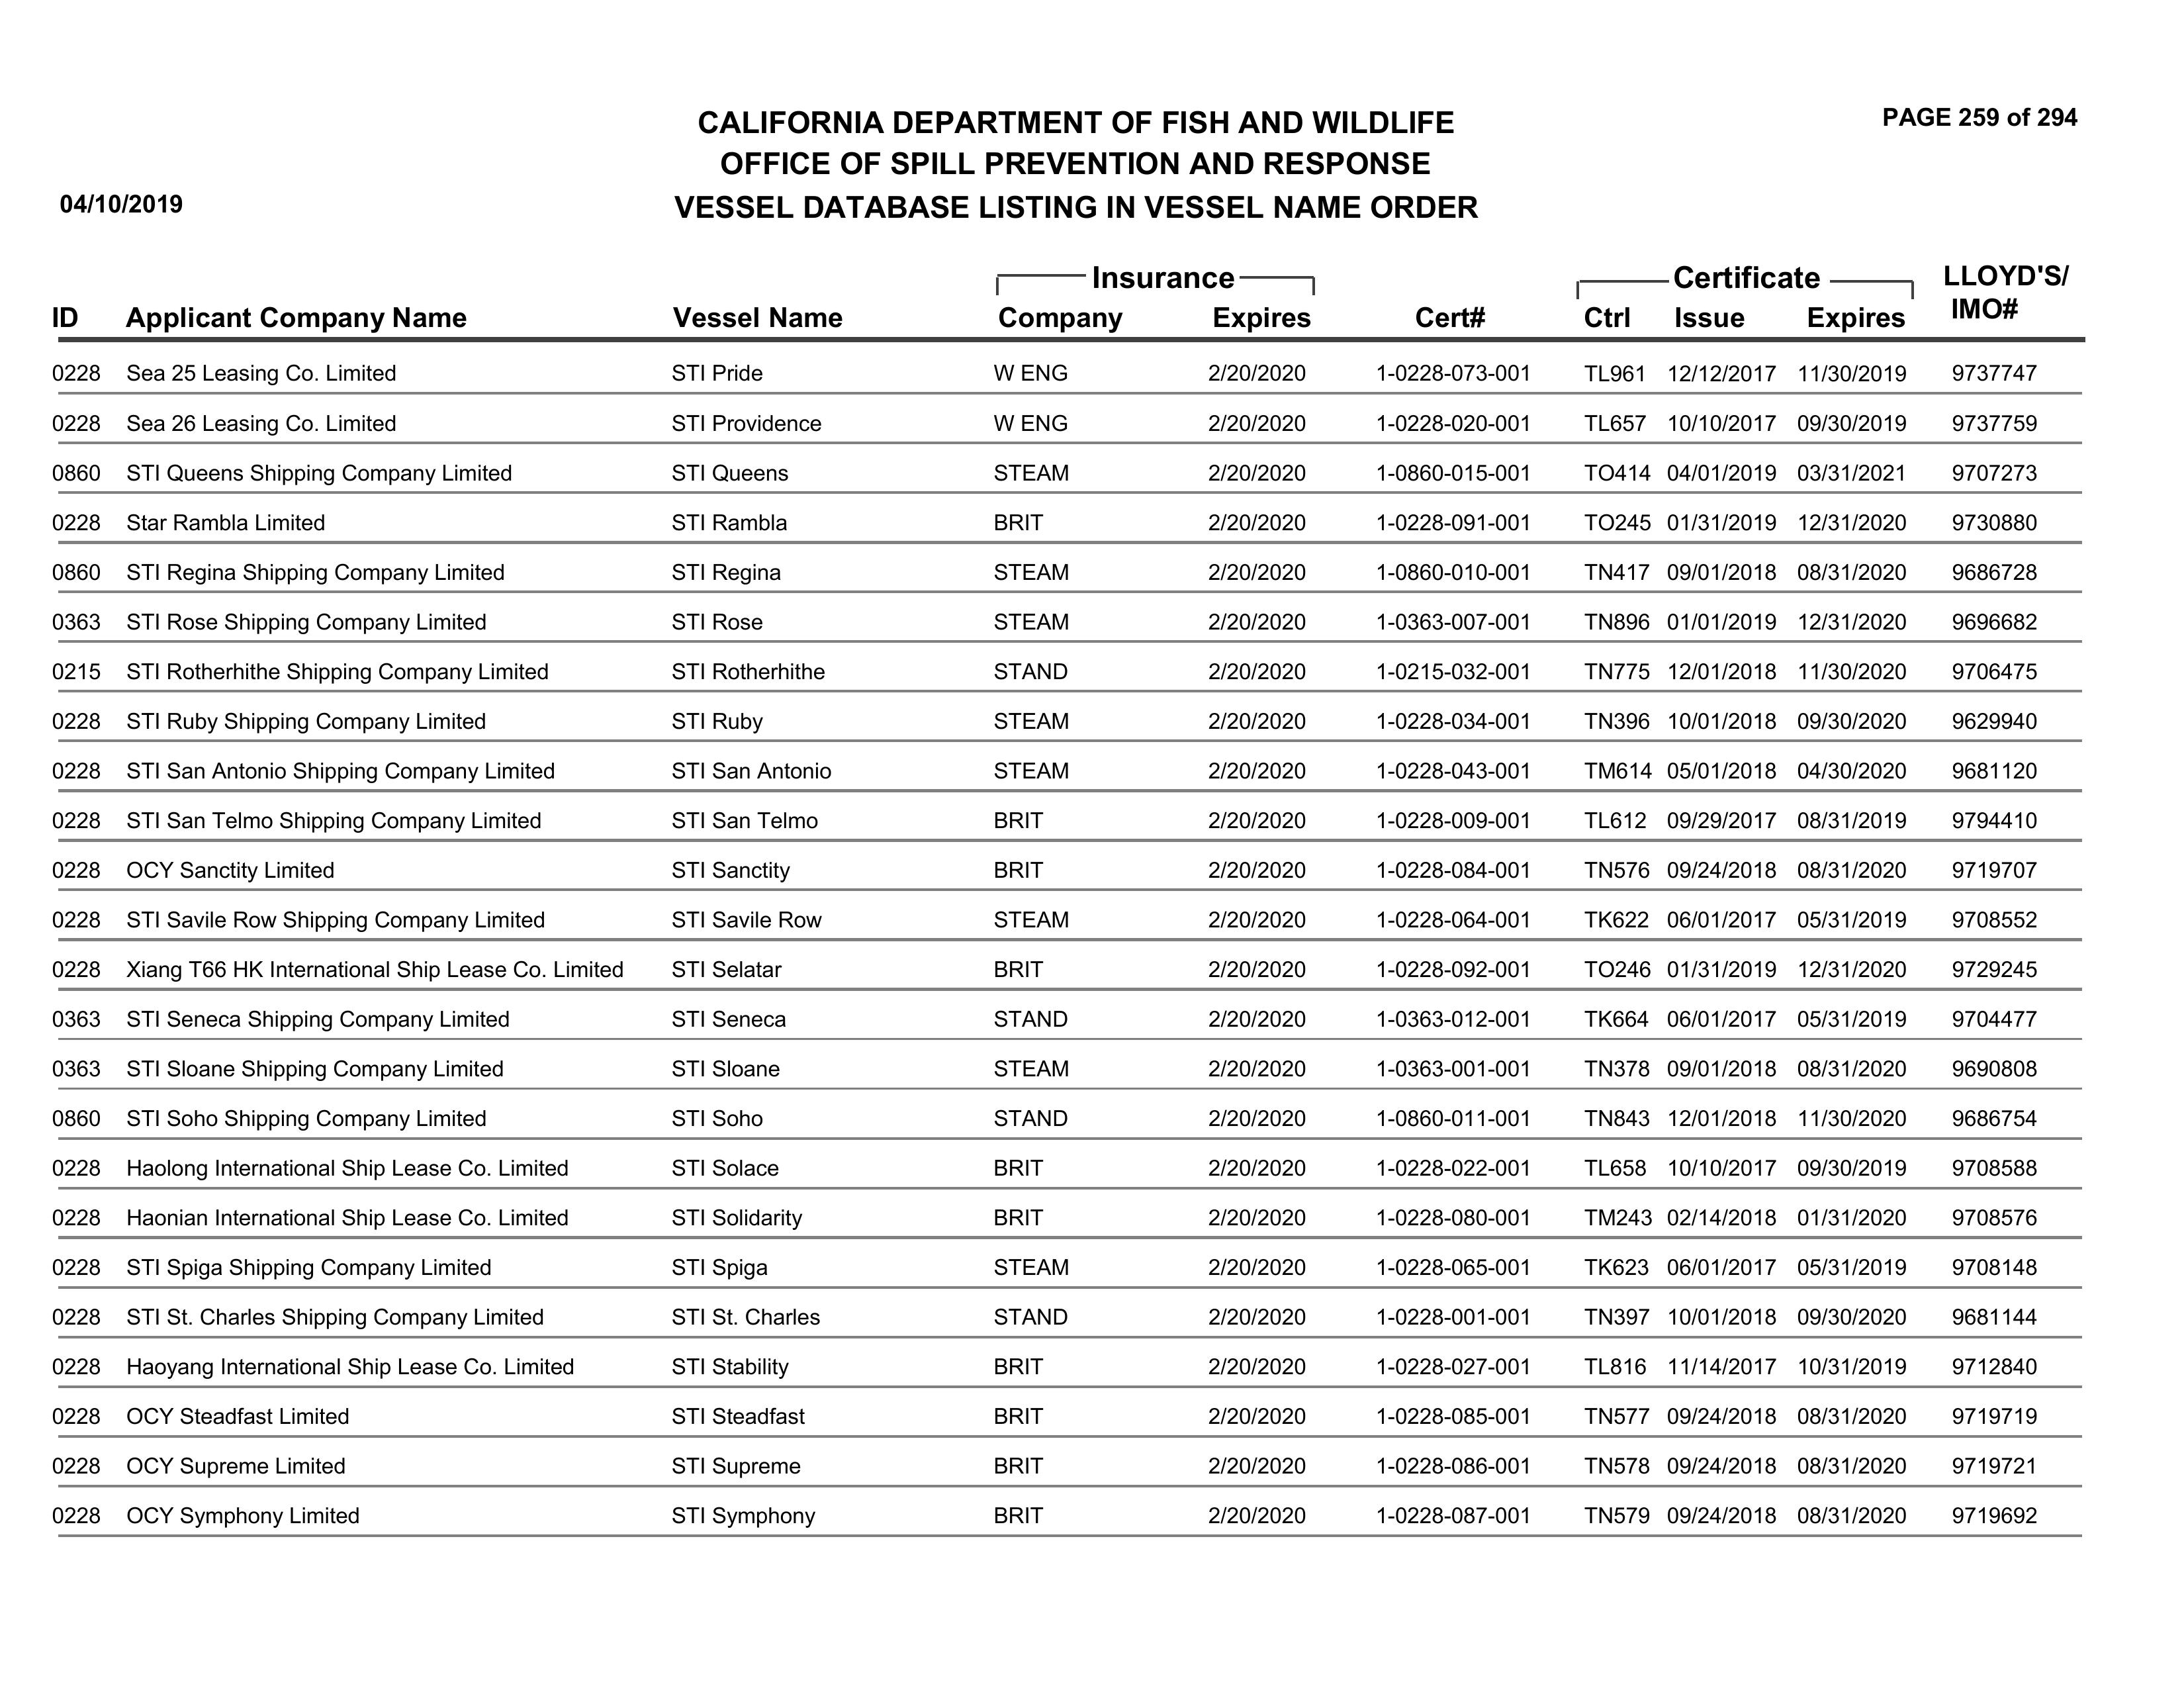 PAGE 259 of 294
CALIFORNIA DEPARTMENT OF FISH AND WILDLIFE
OFFICE OF SPILL PREVENTION AND RESPONSE
04/10/2019 VESSEL DATABASE LISTING IN VESSEL NAME ORDER
Insurance Certificate LLOYD'S/
ID Applicant Company Name Vessel Name Company Expires Cert# Ctrl Issue Expires IMO#
0228 Sea 25 Leasing Co. Limited STI Pride W ENG 2/20/2020 1-0228-073-001 TL961 12/12/2017 11/30/2019 9737747
0228 Sea 26 Leasing Co. Limited STI Providence W ENG 2/20/2020 1-0228-020-001 TL657 10/10/2017 09/30/2019 9737759
0860 STI Queens Shipping Company Limited STI Queens STEAM 2/20/2020 1-0860-015-001 TO414 04/01/2019 03/31/2021 9707273
0228 Star Rambla Limited STI Rambla BRIT 2/20/2020 1-0228-091-001 TO245 01/31/2019 12/31/2020 9730880
0860 STI Regina Shipping Company Limited STI Regina STEAM 2/20/2020 1-0860-010-001 TN417 09/01/2018 08/31/2020 9686728
0363 STI Rose Shipping Company Limited STI Rose STEAM 2/20/2020 1-0363-007-001 TN896 01/01/2019 12/31/2020 9696682
0215 STI Rotherhithe Shipping Company Limited STI Rotherhithe STAND 2/20/2020 1-0215-032-001 TN775 12/01/2018 11/30/2020 9706475
0228 STI Ruby Shipping Company Limited STI Ruby STEAM 2/20/2020 1-0228-034-001 TN396 10/01/2018 09/30/2020 9629940
0228 STI San Antonio Shipping Company Limited STI San Antonio STEAM 2/20/2020 1-0228-043-001 TM614 05/01/2018 04/30/2020 9681120
0228 STI San Telmo Shipping Company Limited STI San Telmo BRIT 2/20/2020 1-0228-009-001 TL612 09/29/2017 08/31/2019 9794410
0228 OCY Sanctity Limited STI Sanctity BRIT 2/20/2020 1-0228-084-001 TN576 09/24/2018 08/31/2020 9719707
0228 STI Savile Row Shipping Company Limited STI Savile Row STEAM 2/20/2020 1-0228-064-001 TK622 06/01/2017 05/31/2019 9708552
0228 Xiang T66 HK International Ship Lease Co. Limited STI Selatar BRIT 2/20/2020 1-0228-092-001 TO246 01/31/2019 12/31/2020 9729245
0363 STI Seneca Shipping Company Limited STI Seneca STAND 2/20/2020 1-0363-012-001 TK664 06/01/2017 05/31/2019 9704477
0363 STI Sloane Shipping Company Limited STI Sloane STEAM 2/20/2020 1-0363-001-001 TN378 09/01/2018 08/31/2020 9690808
0860 STI Soho Shipping Company Limited STI Soho STAND 2/20/2020 1-0860-011-001 TN843 12/01/2018 11/30/2020 9686754
0228 Haolong International Ship Lease Co. Limited STI Solace BRIT 2/20/2020 1-0228-022-001 TL658 10/10/2017 09/30/2019 9708588
0228 Haonian International Ship Lease Co. Limited STI Solidarity BRIT 2/20/2020 1-0228-080-001 TM243 02/14/2018 01/31/2020 9708576
0228 STI Spiga Shipping Company Limited STI Spiga STEAM 2/20/2020 1-0228-065-001 TK623 06/01/2017 05/31/2019 9708148
0228 STI St. Charles Shipping Company Limited STI St. Charles STAND 2/20/2020 1-0228-001-001 TN397 10/01/2018 09/30/2020 9681144
0228 Haoyang International Ship Lease Co. Limited STI Stability BRIT 2/20/2020 1-0228-027-001 TL816 11/14/2017 10/31/2019 9712840
0228 OCY Steadfast Limited STI Steadfast BRIT 2/20/2020 1-0228-085-001 TN577 09/24/2018 08/31/2020 9719719
0228 OCY Supreme Limited STI Supreme BRIT 2/20/2020 1-0228-086-001 TN578 09/24/2018 08/31/2020 9719721
0228 OCY Symphony Limited STI Symphony BRIT 2/20/2020 1-0228-087-001 TN579 09/24/2018 08/31/2020 9719692